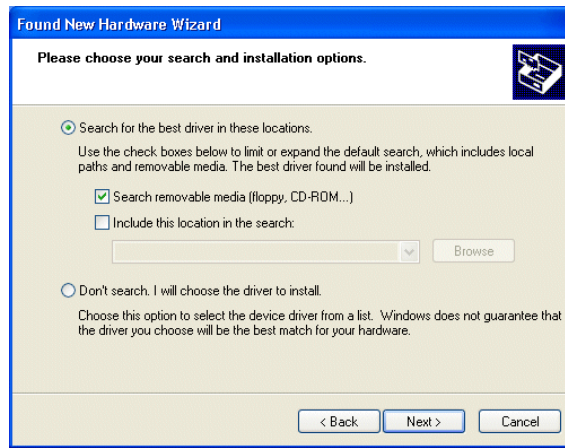 Found New Hardware Wizard
Please choose your search and installation options.
Search for the best driver in these locations.
Use the check boxes below to limit or expand the default search, which includes local
paths and removable media. The best driver found will be installed.
Search removable media (floppy, CD-ROM...)
Include this location in the search:
Browse
Don't search. I will choose the driver to install.
Choose this option to select the device driver from a list. Windows does not guarantee that
the driver you choose will be the best match for your hardware.
< Back Next > Cancel